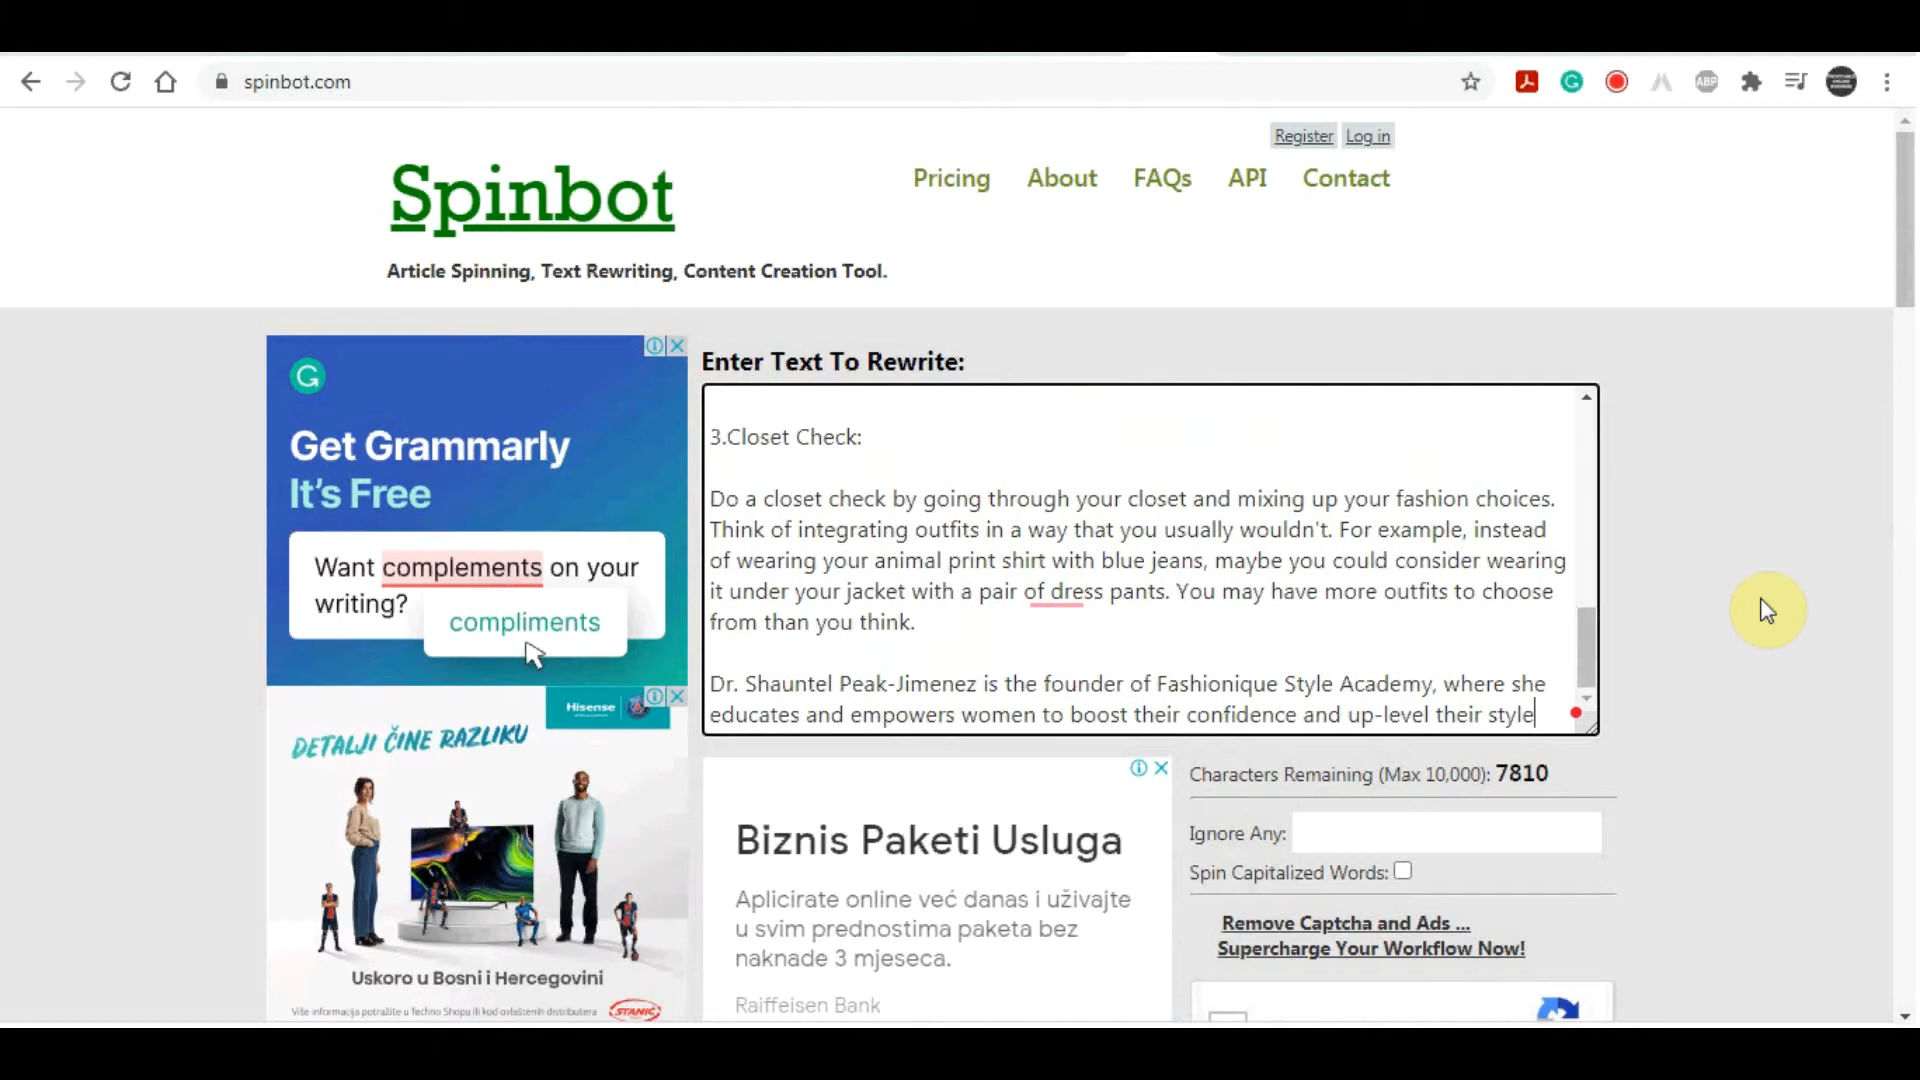 spinbot.com
ABP
Register Log in
Spinbot
Pricing About FAQs API Contact
Article Spinning, Text Rewriting, Content Creation Tool.
Get Grammarly
It's Free
Want complements on your
writing?
compliments
Enter Text To Rewrite:
3.Closet Check:
Do a closet check by going through your closet and mixing up your fashion choices.
Think of integrating outfits in a way that you usually wouldn't. For example, instead
of wearing your animal print shirt with blue jeans, maybe you could consider wearing
it under your jacket with a pair of dress pants. You may have more outfits to choose
from than you think.
Dr. Shauntel Peak-Jimenez is the founder of Fashionique Style Academy, where she
educates and empowers women to boost their confidence and up-level their style
Hisense
DETALJI ČINE RAZLIKU
Uskoro u Bosni i Hercegovini
Više informacija potražite u Techno Shopu ili kod ovlaštenih distributera
STANIĆ
Biznis Paketi Usluga
Aplicirate online već danas i uživajte
u svim prednostima paketa bez
naknade 3 mjeseca.
Raiffeisen Bank
Characters Remaining (Max 10,000): 7810
Ignore Any:
Spin Capitalized Words:
Remove Captcha and Ads ...
Supercharge Your Workflow Now!